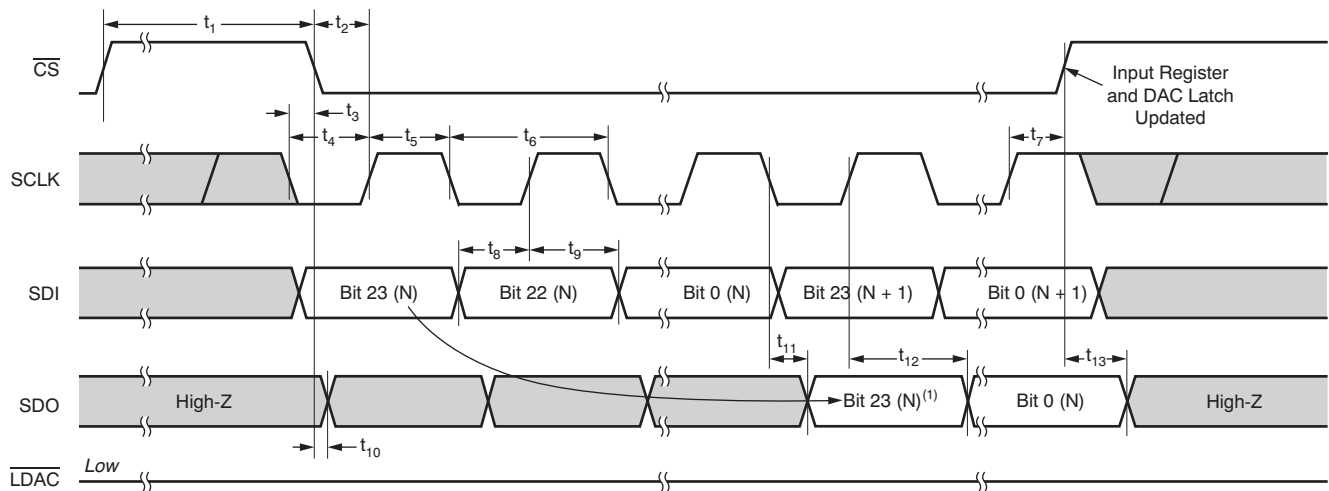 t1
t2
CS
Input Register
and DAC Latch
Updated
t3
t4
t5
t6
t7
SCLK
t8
t9
SDI
Bit 23 (N)
Bit 22 (N)
Bit 0 (N)
Bit 23 (N + 1)
Bit 0 (N + 1)
t11
t12
t13
SDO
High-Z
Bit 23 (N)(1)
Bit 0 (N)
High-Z
t10
LDAC
Low